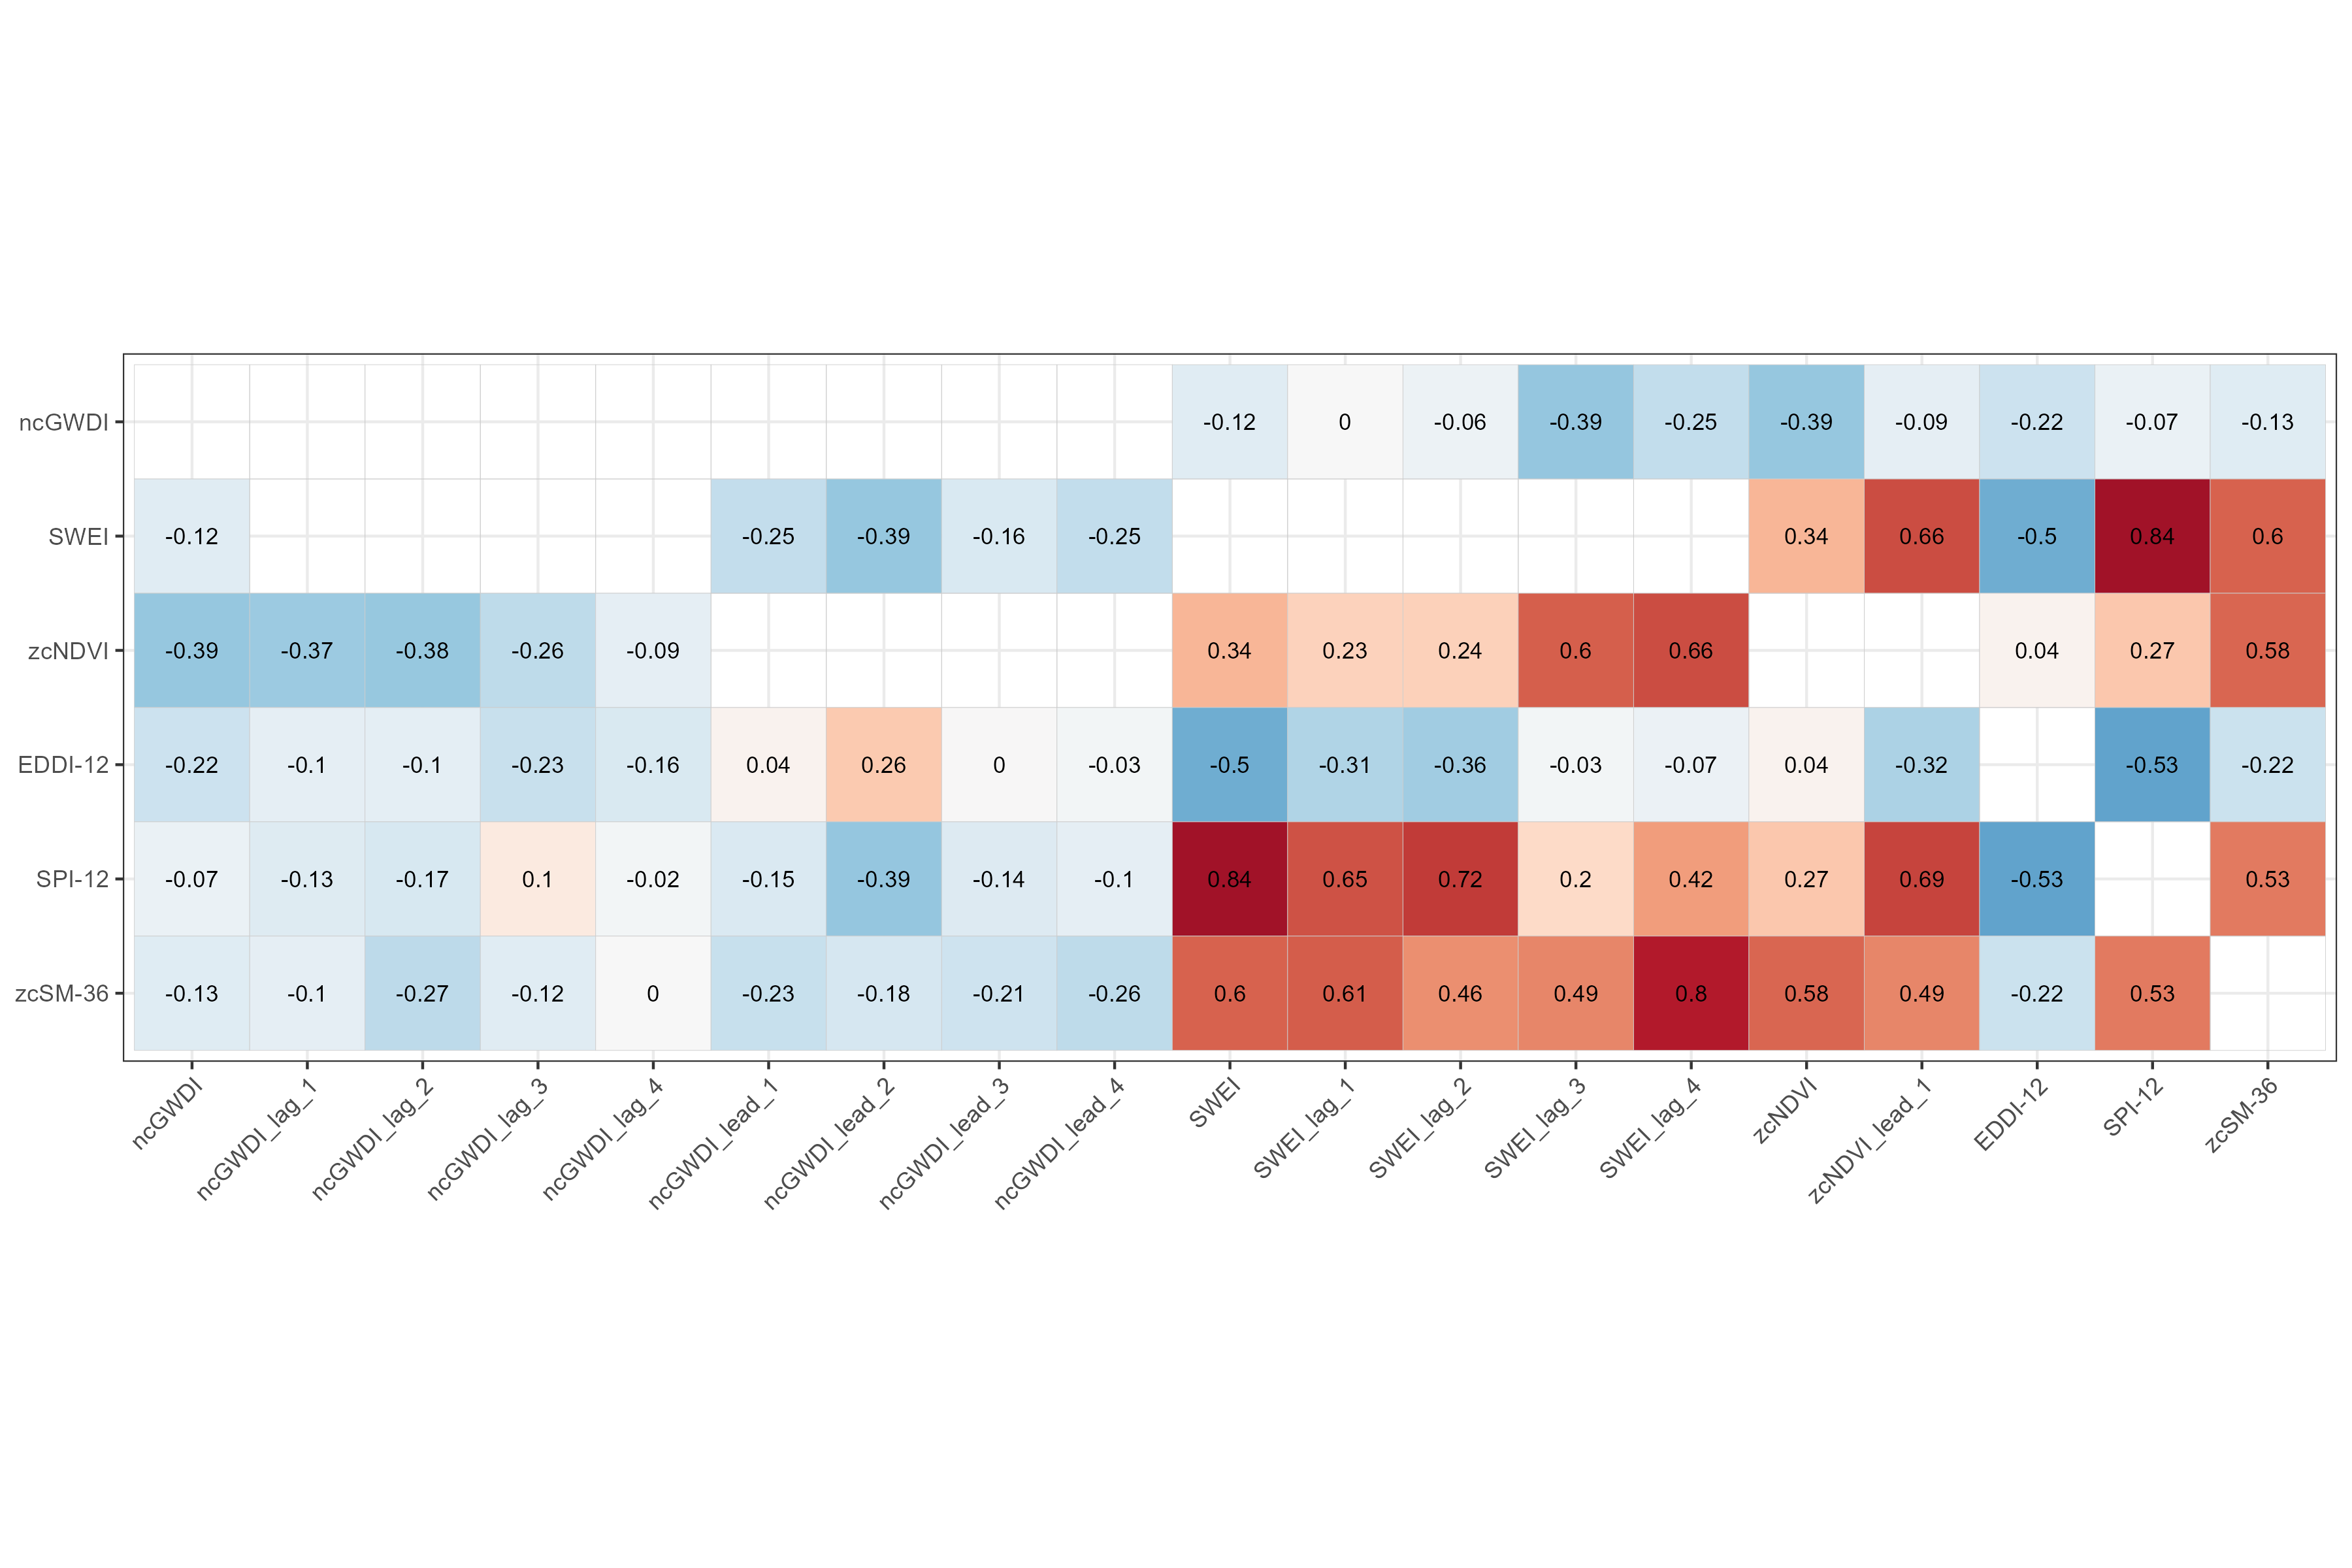 ncGWDI -0.12 0 -0.06 -0.39 -0.25 -0.39 -0.09 -0.22 -0.07 -0.13
SWEI -0.12 -0.25 -0.39 -0.16 -0.25 0.34 0.66 -0.5 0.84 0.6
zcNDVI -0.39 -0.37 -0.38 -0.26 -0.09 0.34 0.23 0.24 0.6 0.66 0.04 0.27 0.58
EDDI-12 -0.22 -0.1 -0.1 -0.23 -0.16 0.04 0.26 0 -0.03 -0.5 -0.31 -0.36 -0.03 -0.07 0.04 -0.32 -0.53 -0.22
SPI-12 -0.07 -0.13 -0.17 0.1 -0.02 -0.15 -0.39 -0.14 -0.1 0.84 0.65 0.72 0.2 0.42 0.27 0.69 -0.53 0.53
zcSM-36 -0.13 -0.1 -0.27 -0.12 0 -0.23 -0.18 -0.21 -0.26 0.6 0.61 0.46 0.49 0.8 0.58 0.49 -0.22 0.53
ncGWDI ncGWDI_lag_1 ncGWDI_lag_2 ncGWDI_lag_3 ncGWDI_lag_4 ncGWDI_lead_1 ncGWDI_lead_2 ncGWDI_lead_3 ncGWDI_lead_4 SWEI SWEI_lag_1 SWEI_lag_2 SWEI_lag_3 SWEI_lag_4 zcNDVI zcNDVI_lead_1 EDDI-12 SPI-12 zcSM-36